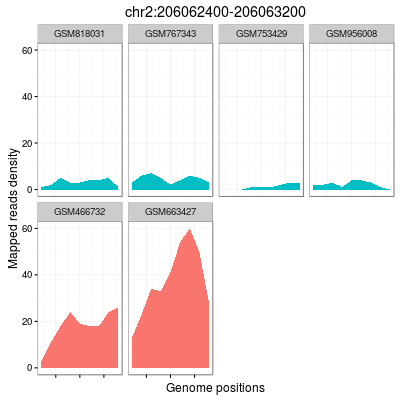 chr2:206062400-206063200
GSM818031 GSM767343 GSM753429 GSM956008
60
40
20
0
Mapped reads density
GSM466732 GSM663427
60
40
20
0
Genome positions